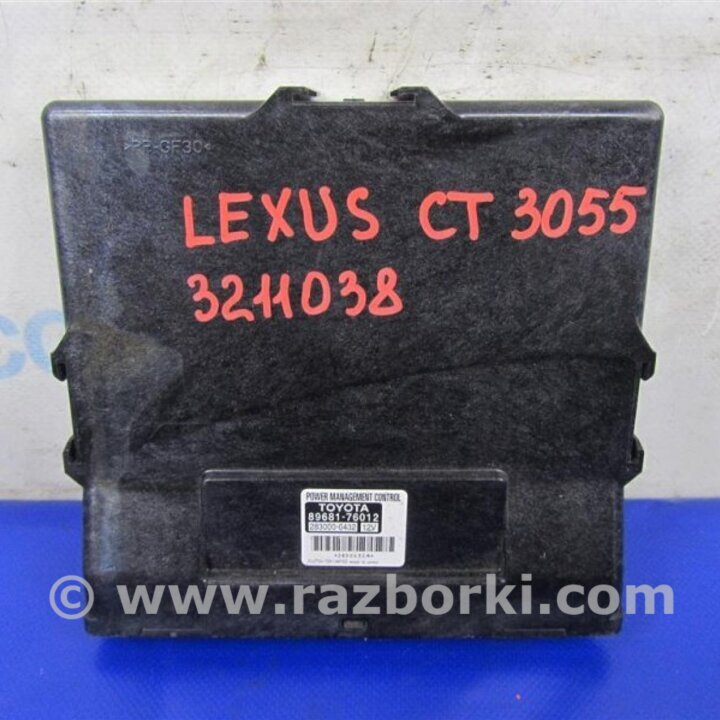 >PP-GF30<
LEXUS CT 3055
3211038
POWER MANAGEMENT CONTROL
TOYOTA
89681-76012
283000-0432 12V
© www.razborki.com